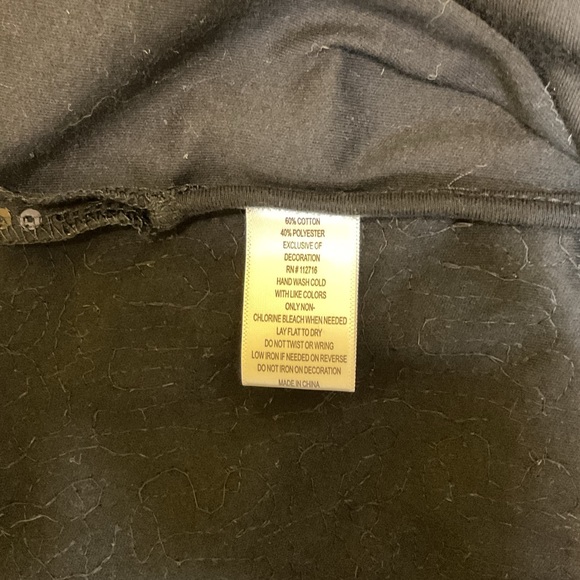 60% COTTON
40% POLYESTER
EXCLUSIVE OF
DECORATION
RN # 112716
HAND WASH COLD
WITH LIKE COLORS
ONLY NON-
CHLORINE BLEACH WHEN NEEDED
LAY FLAT TO DRY
DO NOT TWIST OR WRING
LOW IRON IF NEEDED ON REVERSE
DO NOT IRON ON DECORATION
MADE IN CHINA